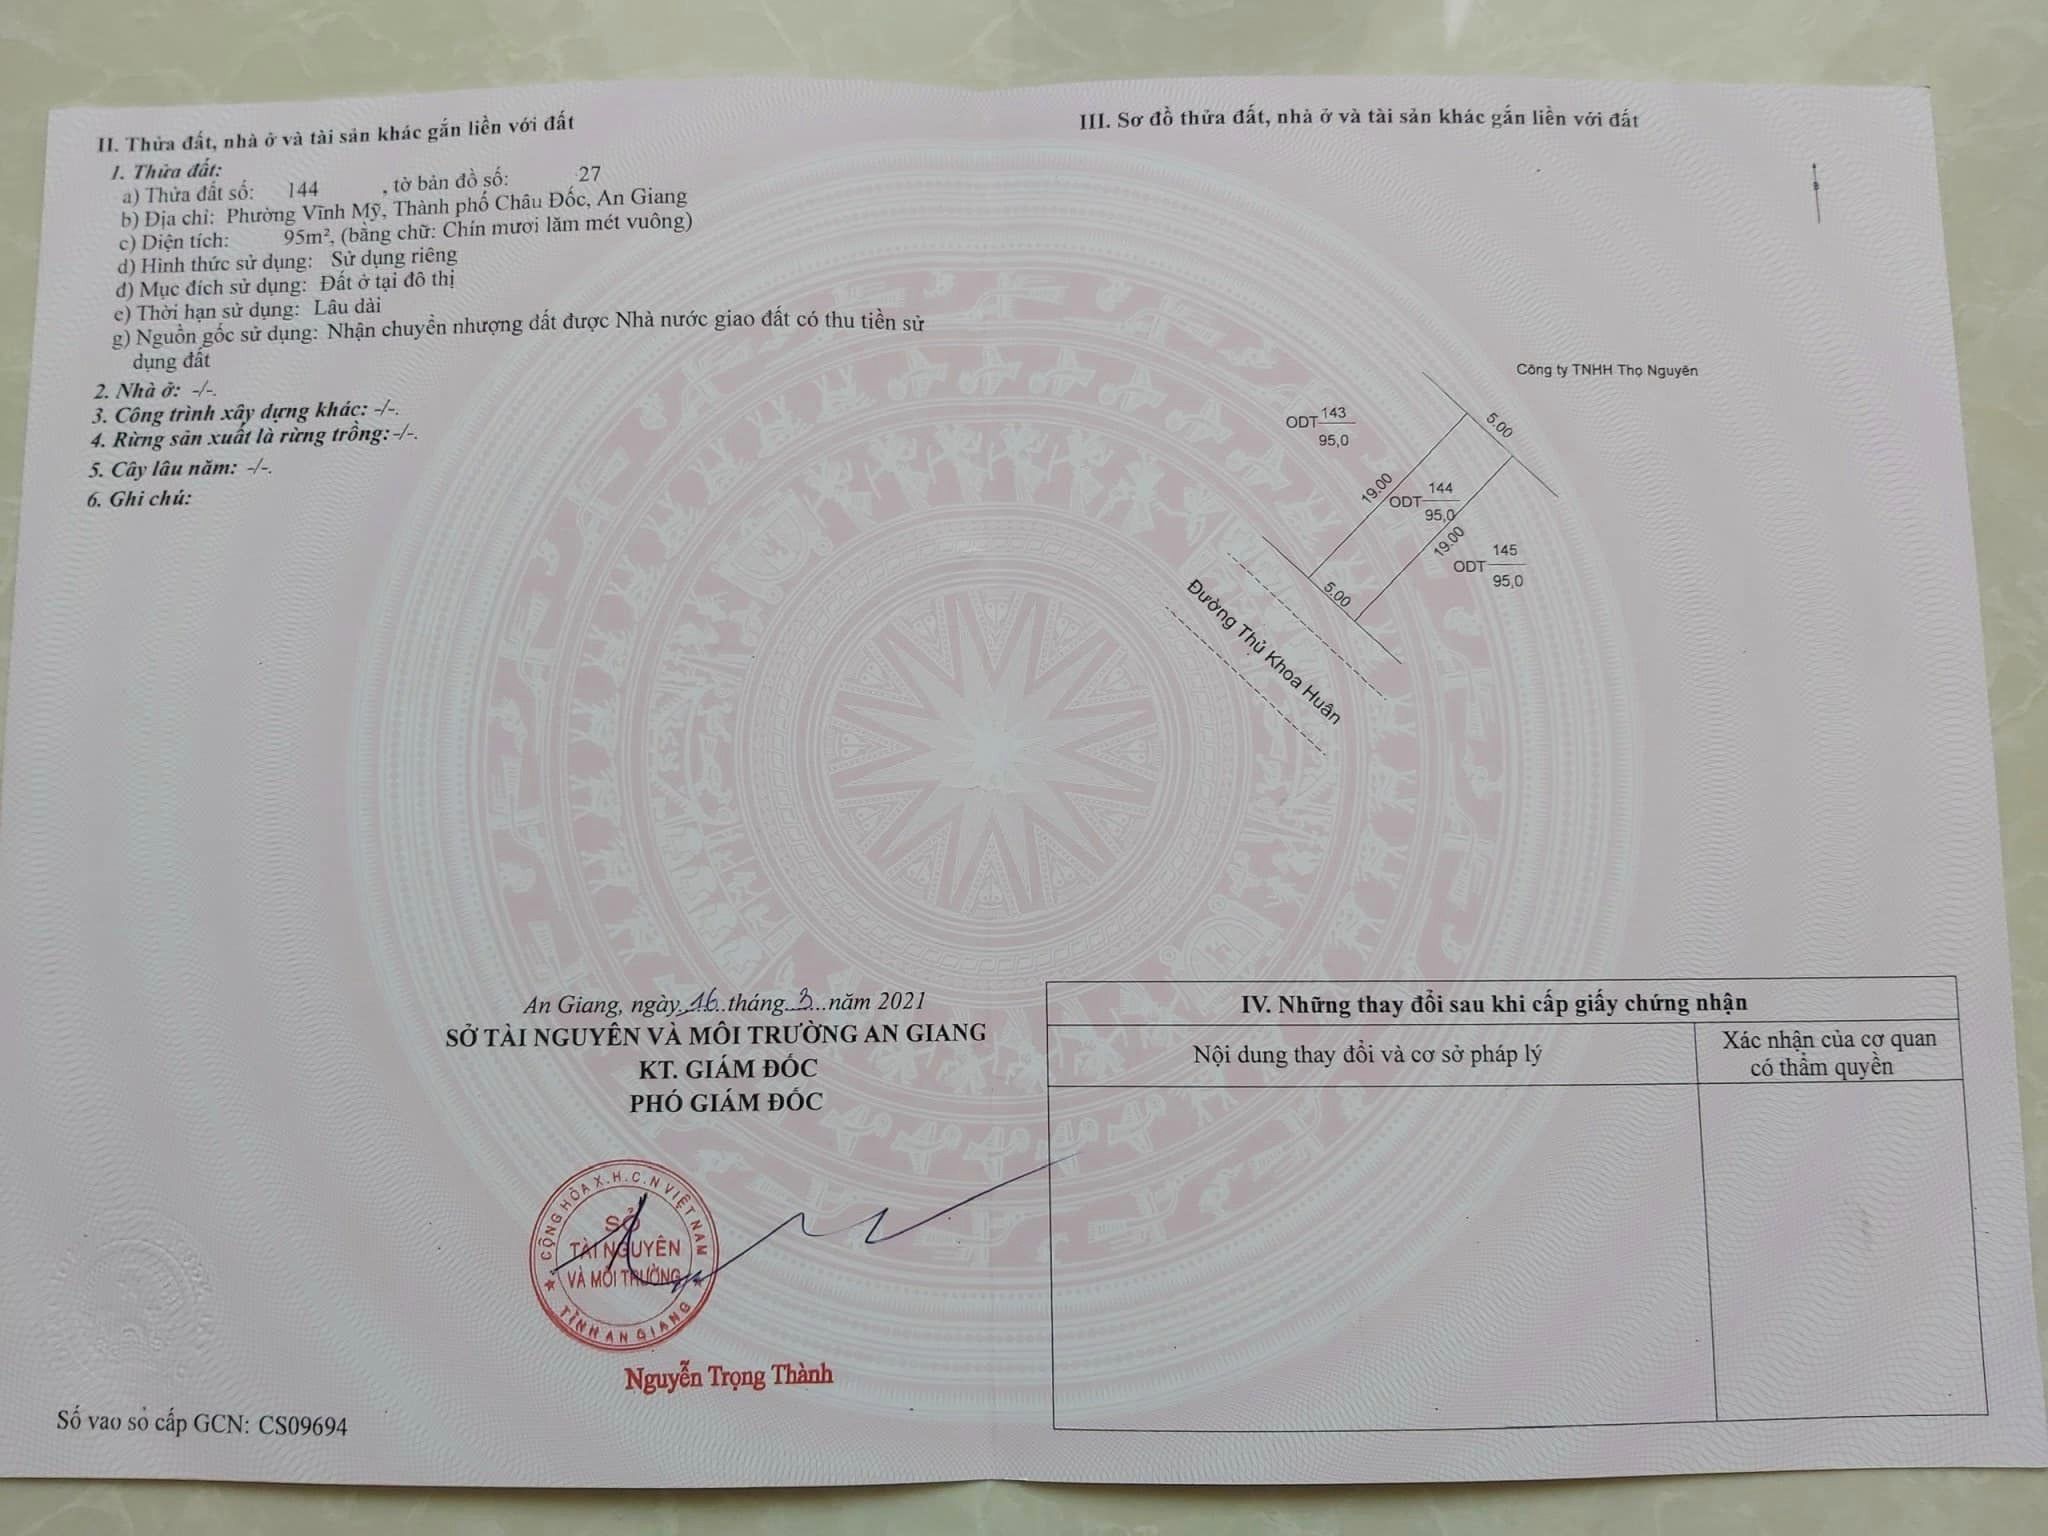 II. Thửa đất, nhà ở và tài sản khác gắn liền với đất
1. Thửa đất:
a) Thửa đất số: 144 , tờ bản đồ số: 27
b) Địa chỉ: Phường Vĩnh Mỹ, Thành phố Châu Đốc, An Giang
c) Diện tích: 95m², (bằng chữ: Chín mươi lăm mét vuông)
d) Hình thức sử dụng: Sử dụng riêng
đ) Mục đích sử dụng: Đất ở tại đô thị
e) Thời hạn sử dụng: Lâu dài
g) Nguồn gốc sử dụng: Nhận chuyển nhượng đất được Nhà nước giao đất có thu tiền sử
dụng đất
2. Nhà ở: -/-.
3. Công trình xây dựng khác: -/-.
4. Rừng sản xuất là rừng trồng: -/-.
5. Cây lâu năm: -/-.
6. Ghi chú:
An Giang, ngày 16 tháng 3 năm 2021
SỞ TÀI NGUYÊN VÀ MÔI TRƯỜNG AN GIANG
KT. GIÁM ĐỐC
PHÓ GIÁM ĐỐC
CỘNG HÒA X.H.C.N VIỆT NAM
SỞ
TÀI NGUYÊN
VÀ MÔI TRƯỜNG
TỈNH AN GIANG
Nguyễn Trọng Thành
Số vào sổ cấp GCN: CS09694
III. Sơ đồ thửa đất, nhà ở và tài sản khác gắn liền với đất
B
Công ty TNHH Thọ Nguyên
ODT 143
95,0
5.00
19.00
ODT 144
95,0
19.00
ODT 145
95,0
5.00
Đường Thủ Khoa Huân
IV. Những thay đổi sau khi cấp giấy chứng nhận
Nội dung thay đổi và cơ sở pháp lý
Xác nhận của cơ quan
có thẩm quyền